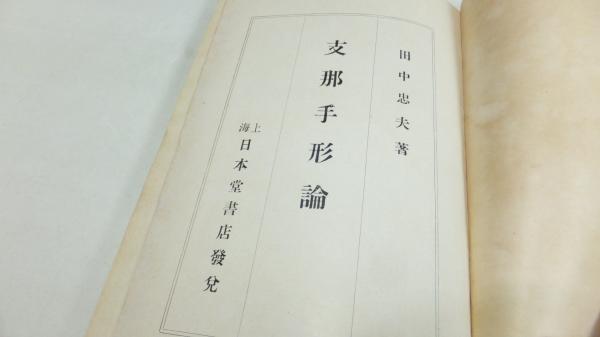 田中忠夫著
支那手形論
上海日本堂書店發兌